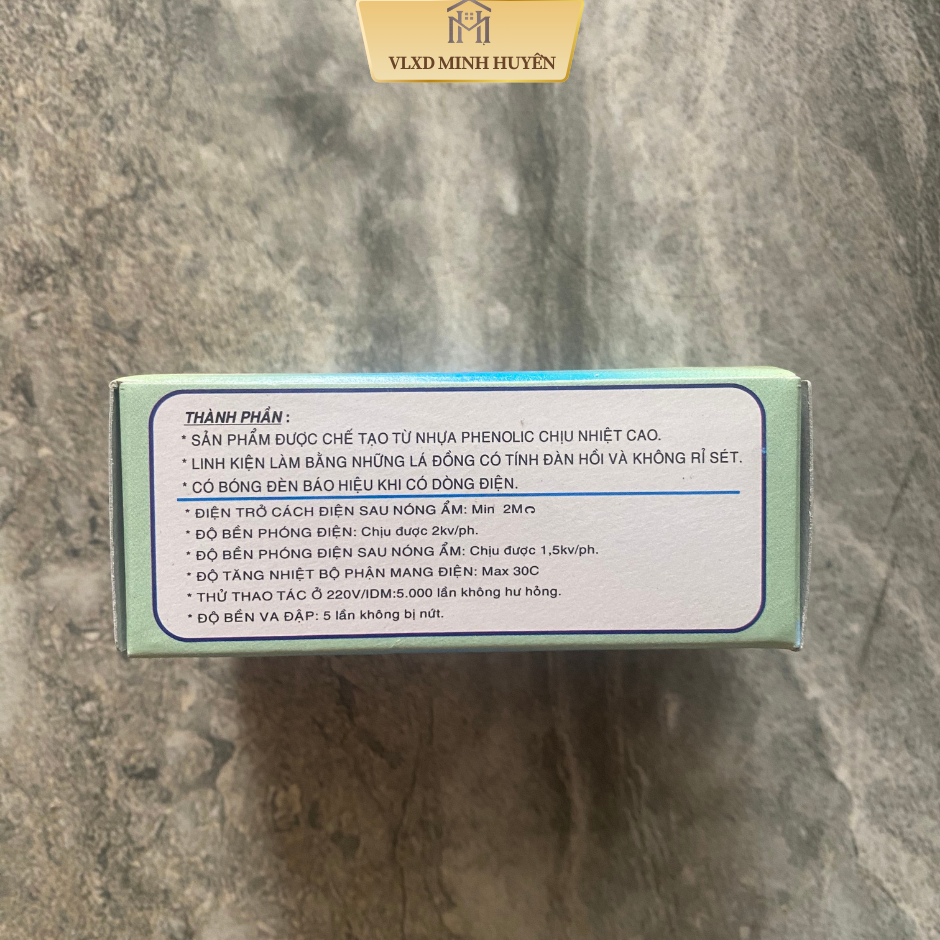 VLXD MINH HUYỀN
THÀNH PHẦN :
* SẢN PHẨM ĐƯỢC CHẾ TẠO TỪ NHỰA PHENOLIC CHỊU NHIỆT CAO.
* LINH KIỆN LÀM BẰNG NHỮNG LÁ ĐỒNG CÓ TÍNH ĐÀN HỒI VÀ KHÔNG RỈ SÉT.
* CÓ BÓNG ĐÈN BÁO HIỆU KHI CÓ DÒNG ĐIỆN.
* ĐIỆN TRỞ CÁCH ĐIỆN SAU NÓNG ẨM: Min 2MΩ
* ĐỘ BỀN PHÓNG ĐIỆN: Chịu được 2kv/ph.
* ĐỘ BỀN PHÓNG ĐIỆN SAU NÓNG ẨM: Chịu được 1,5kv/ph.
* ĐỘ TĂNG NHIỆT BỘ PHẬN MANG ĐIỆN: Max 30C
* THỬ THAO TÁC Ở 220V/IDM:5.000 lần không hư hỏng.
* ĐỘ BỀN VA ĐẬP: 5 lần không bị nứt.